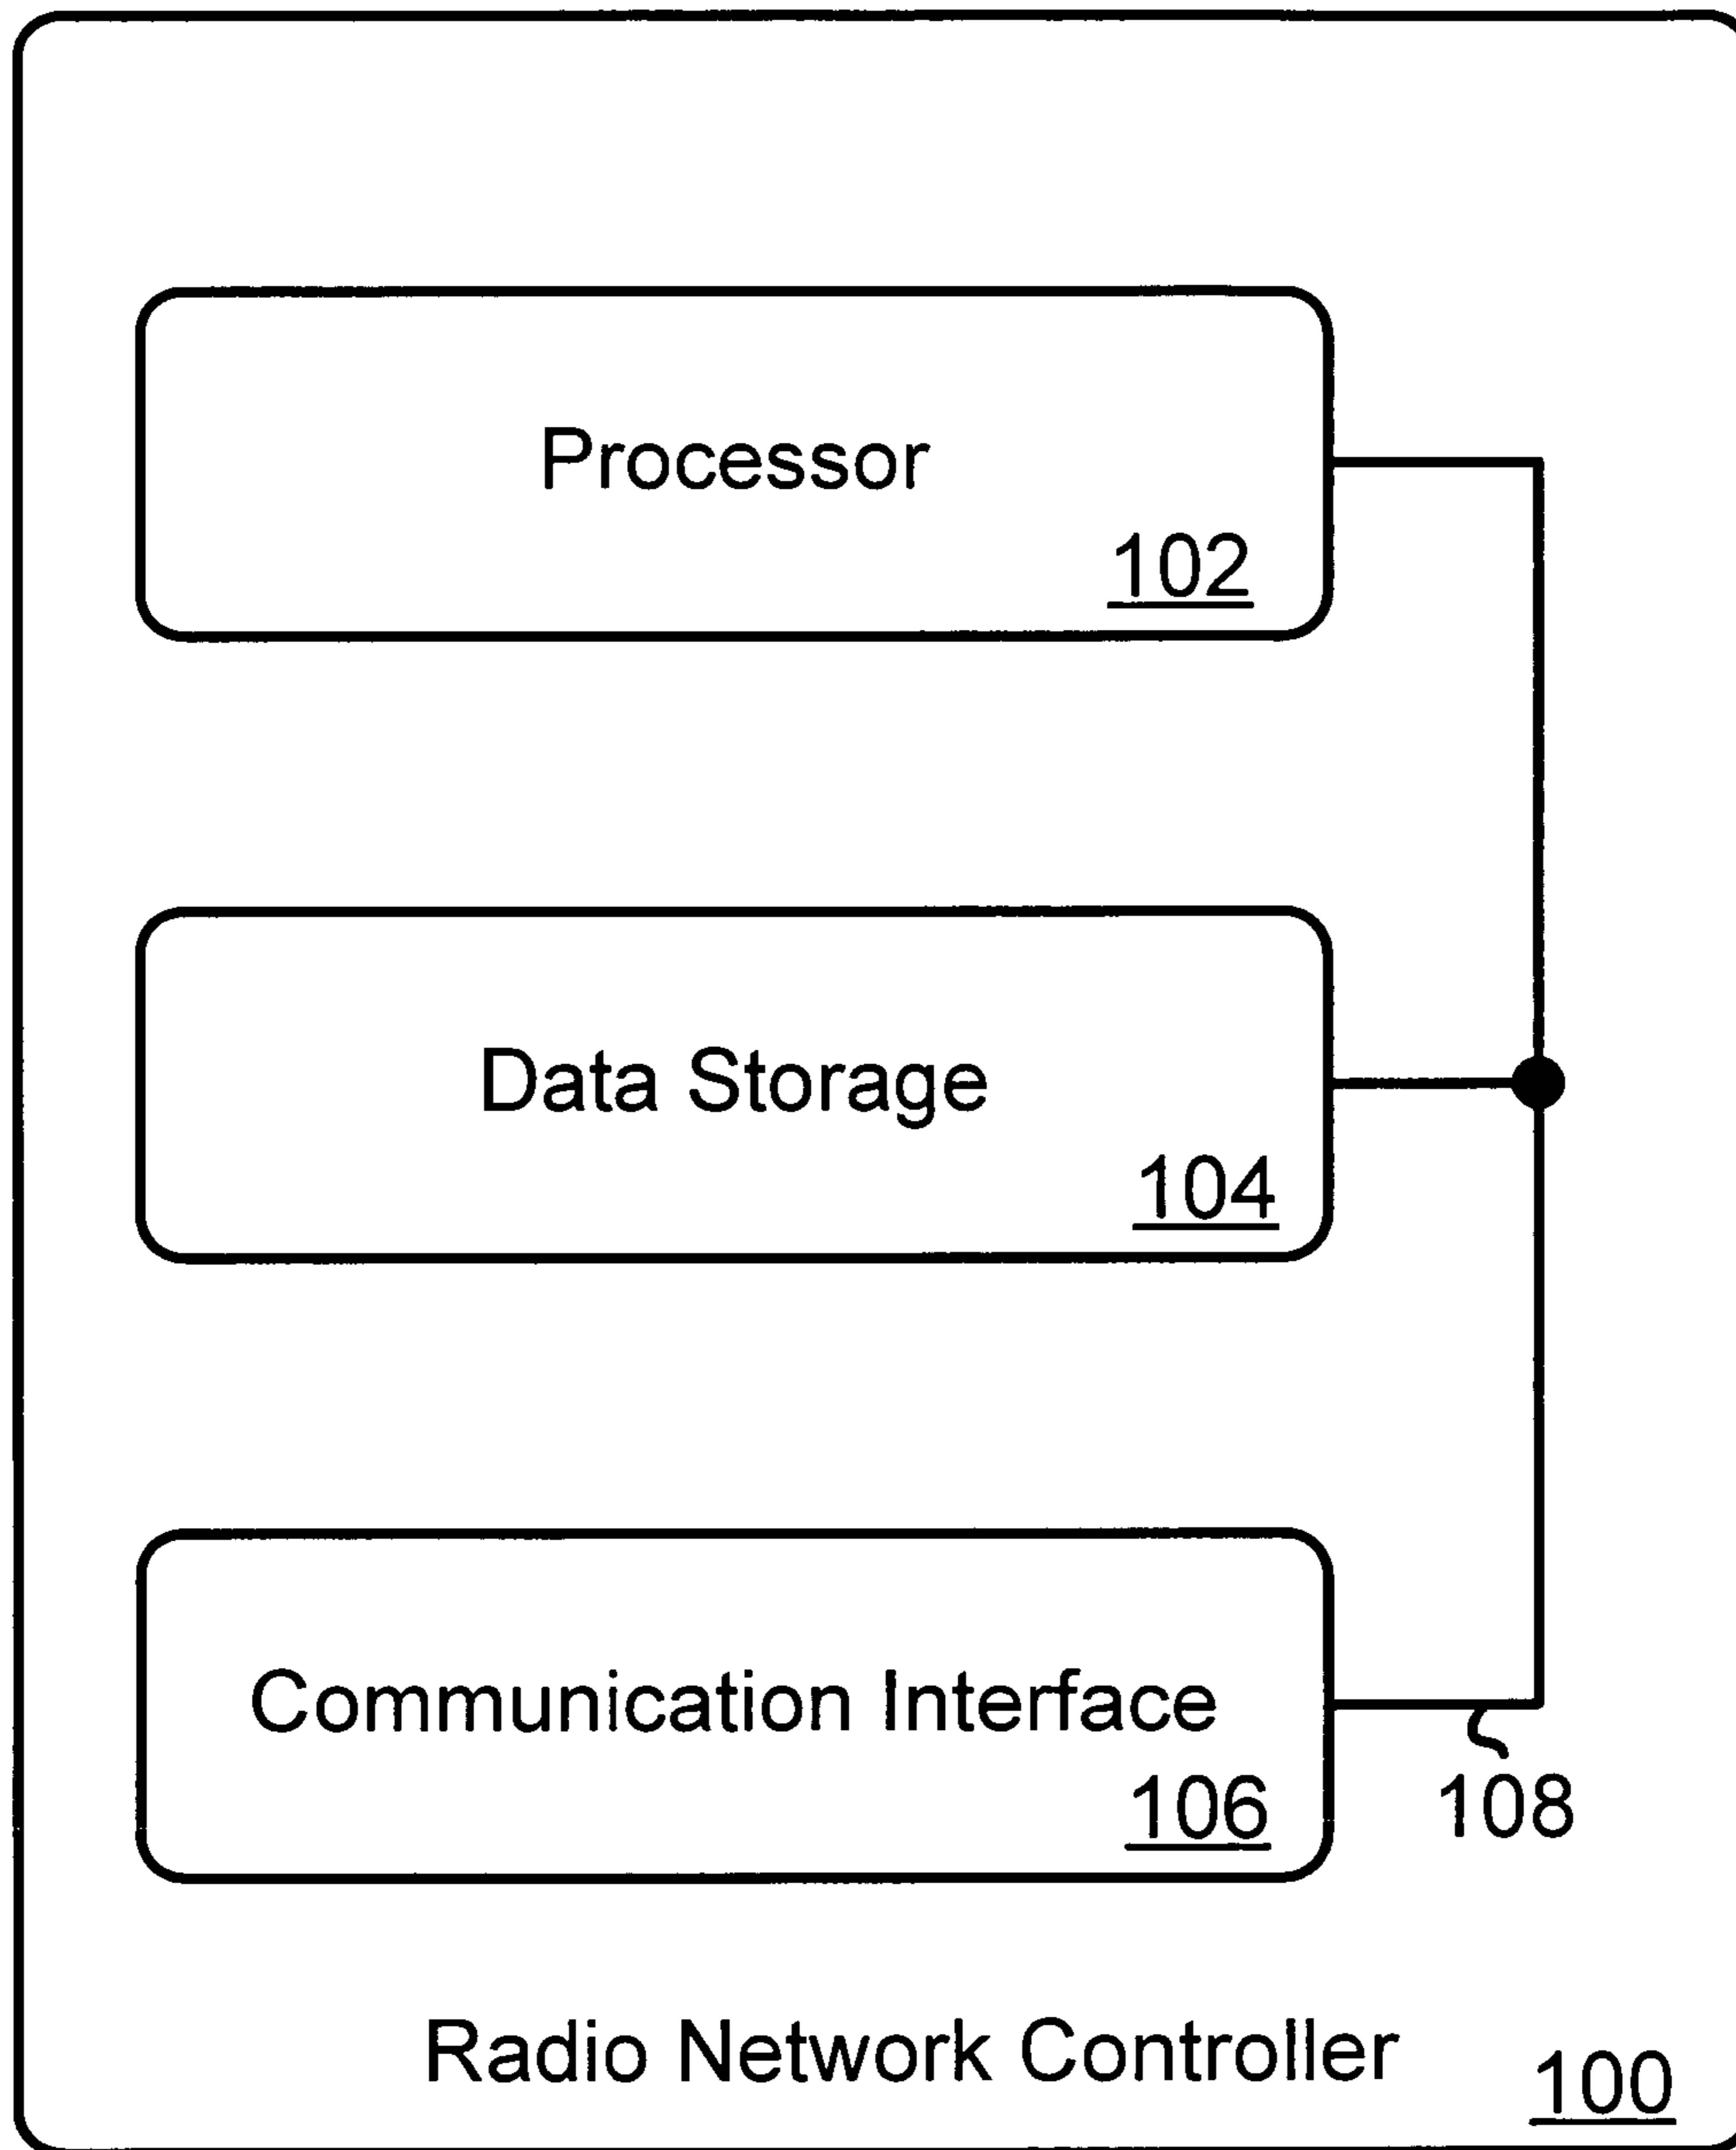 Processor
102
Data Storage
104
Communication Interface
106
108
Radio Network Controller
100